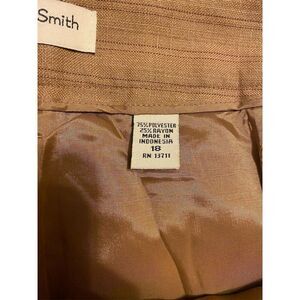 Smith
75% POLYESTER
25% RAYON
MADE IN
INDONESIA
18
RN 13711